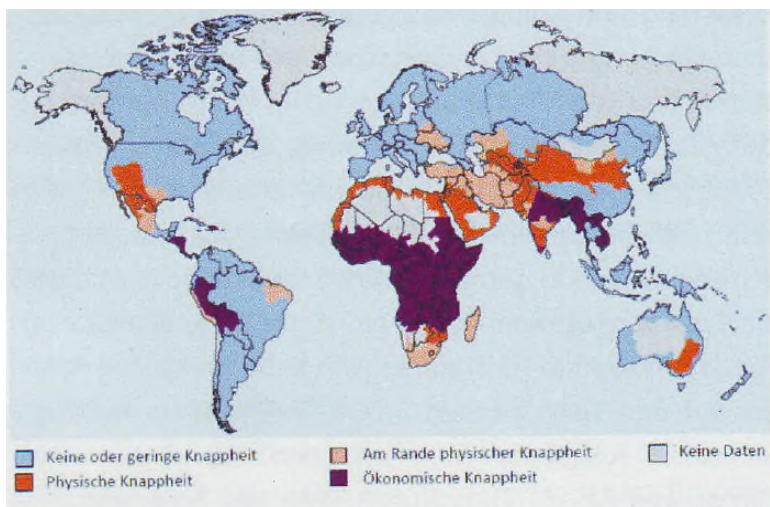 Keine oder geringe Knappheit
Am Rande physischer Knappheit
Keine Daten
Physische Knappheit
Ökonomische Knappheit